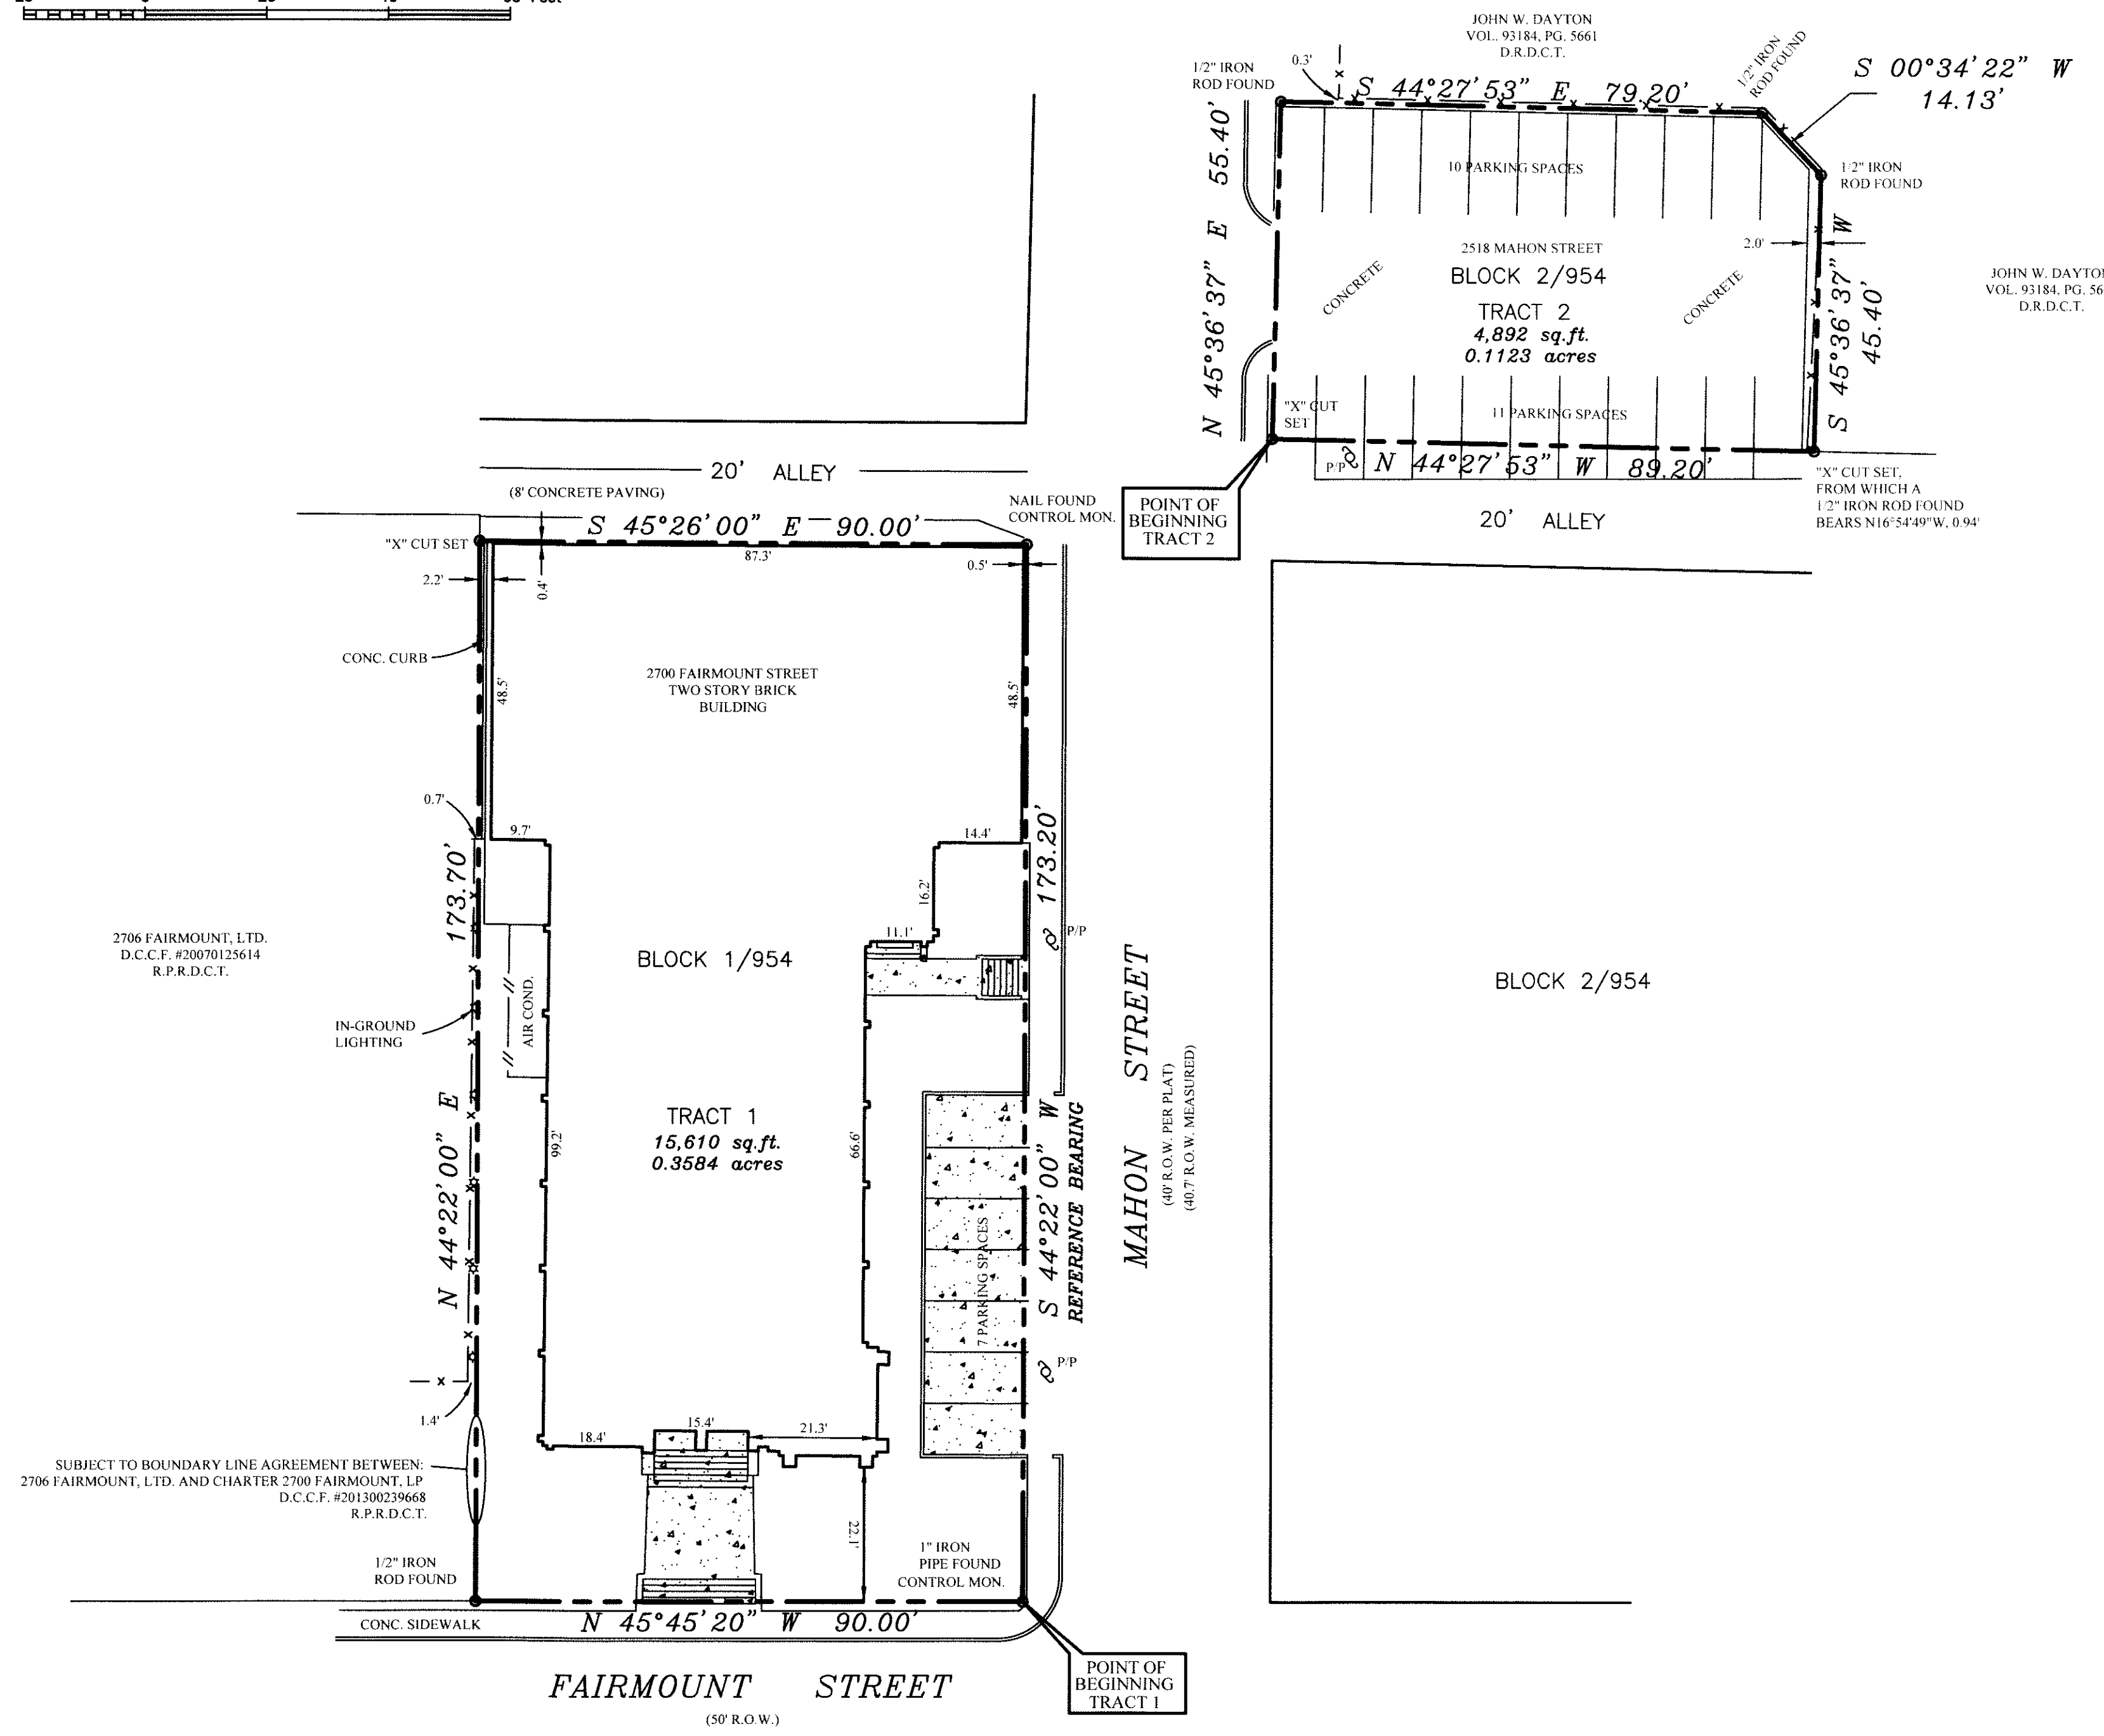 JOHN W. DAYTON
VOL. 93184, PG. 5661
D.R.D.C.T.
1/2" IRON
ROD FOUND
0.3'
S 44°27'53" E 79.20'
1/2" IRON
ROD FOUND
S 00°34'22" W
14.13'
N 45°36'37" E 55.40'
10 PARKING SPACES
1/2" IRON
ROD FOUND
2518 MAHON STREET
BLOCK 2/954
TRACT 2
4,892 sq.ft.
0.1123 acres
CONCRETE
CONCRETE
2.0'
S 45°36'37" W
45.40'
JOHN W. DAYTON
VOL. 93184, PG. 56
D.R.D.C.T.
"X" CUT
SET
11 PARKING SPACES
P/P
N 44°27'53" W 89.20'
"X" CUT SET,
FROM WHICH A
1/2" IRON ROD FOUND
BEARS N16°54'49"W, 0.94'
POINT OF
BEGINNING
TRACT 2
20' ALLEY
20' ALLEY
(8' CONCRETE PAVING)
NAIL FOUND
CONTROL MON.
"X" CUT SET
S 45°26'00" E 90.00'
87.3'
2.2'
0.4'
0.5'
CONC. CURB
48.5'
2700 FAIRMOUNT STREET
TWO STORY BRICK
BUILDING
48.5'
0.7'
9.7'
14.4'
173.70'
173.20'
16.2'
11.1'
P/P
2706 FAIRMOUNT, LTD.
D.C.C.F. #20070125614
R.P.R.D.C.T.
BLOCK 1/954
BLOCK 2/954
IN-GROUND
LIGHTING
AIR COND.
N 44°22'00" E
99.2'
TRACT 1
15,610 sq.ft.
0.3584 acres
66.6'
7 PARKING SPACES
S 44°22'00" W
REFERENCE BEARING
MAHON STREET
(40' R.O.W. PER PLAT)
(40.7' R.O.W. MEASURED)
P/P
1.4'
18.4'
15.4'
21.3'
SUBJECT TO BOUNDARY LINE AGREEMENT BETWEEN:
2706 FAIRMOUNT, LTD. AND CHARTER 2700 FAIRMOUNT, LP
D.C.C.F. #201300239668
R.P.R.D.C.T.
22.1'
1/2" IRON
ROD FOUND
1" IRON
PIPE FOUND
CONTROL MON.
CONC. SIDEWALK
N 45°45'20" W 90.00'
FAIRMOUNT STREET
(50' R.O.W.)
POINT OF
BEGINNING
TRACT 1